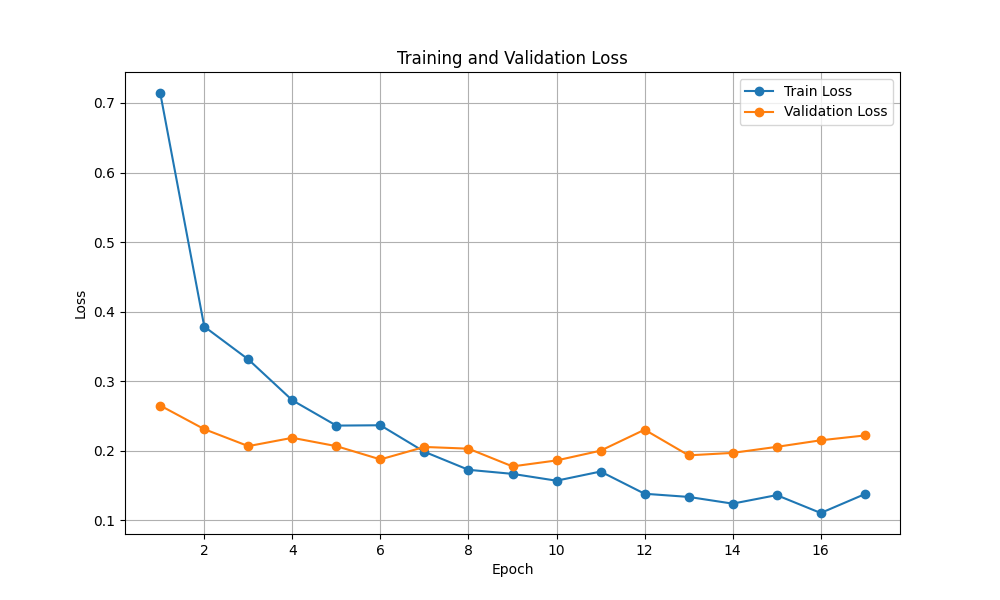 Training and Validation Loss
Train Loss
Validation Loss
0.7
0.6
0.5
0.4
0.3
0.2
0.1
Loss
2 4 6 8 10 12 14 16
Epoch